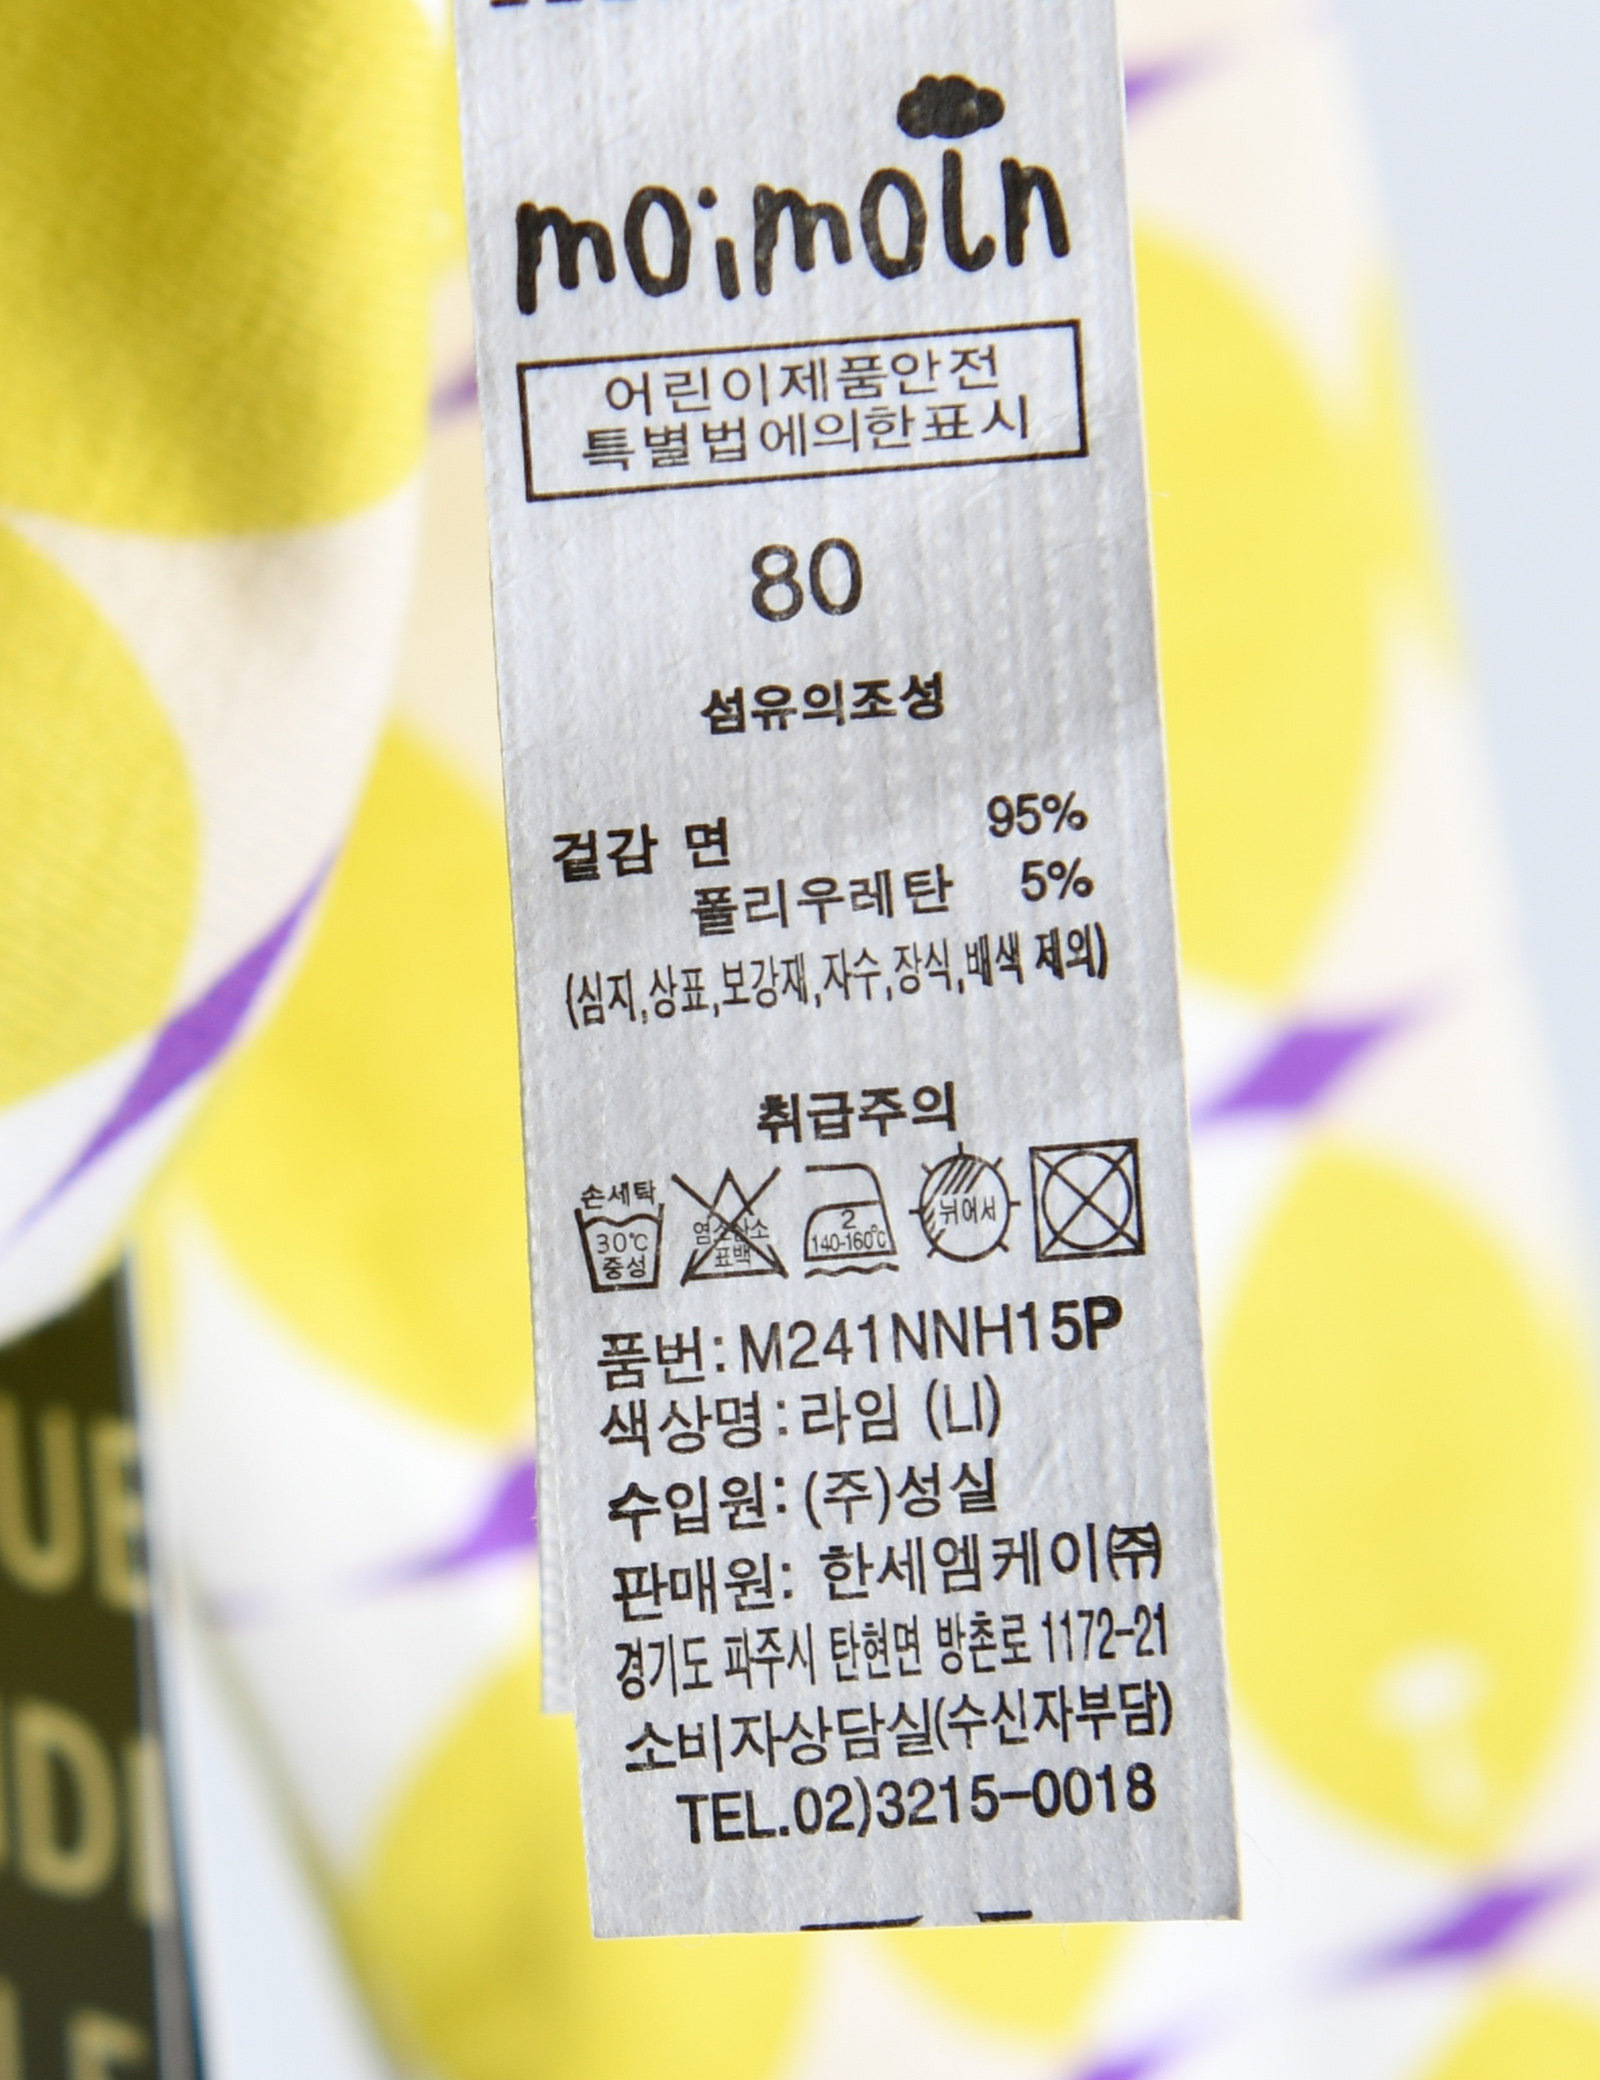 moimoln
어린이제품안전
특별법에의한표시
80
섬유의조성
겉감 면 95%
폴리우레탄 5%
(심지,상표,보강재,자수,장식,배색 제외)
취급주의
손세탁
30℃
중성
염소산소
표백
2
140-160℃
뉘어서
품번: M241NNH15P
색상명: 라임 (LI)
수입원: (주)성실
판매원: 한세엠케이㈜
경기도 파주시 탄현면 방촌로 1172-21
소비자상담실(수신자부담)
TEL.02)3215-0018
UE